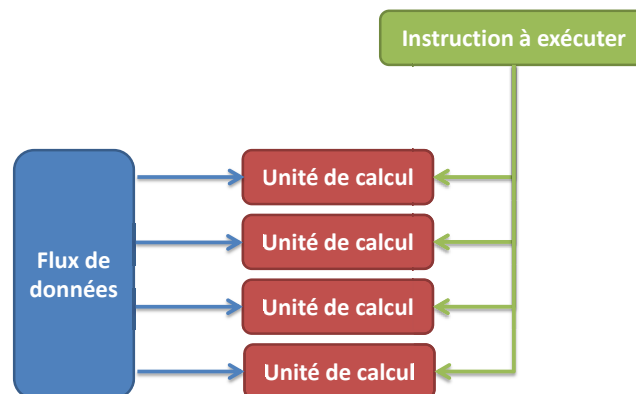 Instruction à exécuter
Unité de calcul
Unité de calcul
Flux de
données
Unité de calcul
Unité de calcul